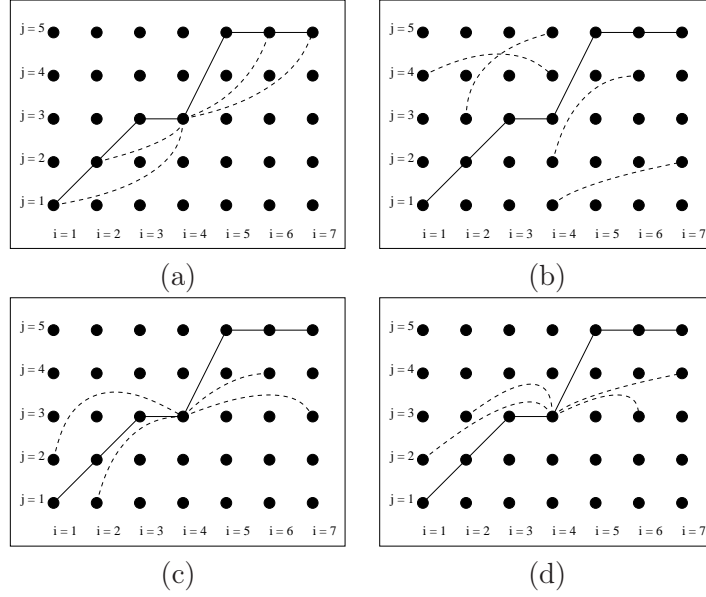 j = 5
j = 4
j = 3
j = 2
j = 1
i = 1 i = 2 i = 3 i = 4 i = 5 i = 6 i = 7
(a)
j = 5
j = 4
j = 3
j = 2
j = 1
i = 1 i = 2 i = 3 i = 4 i = 5 i = 6 i = 7
(b)
j = 5
j = 4
j = 3
j = 2
j = 1
i = 1 i = 2 i = 3 i = 4 i = 5 i = 6 i = 7
(c)
j = 5
j = 4
j = 3
j = 2
j = 1
i = 1 i = 2 i = 3 i = 4 i = 5 i = 6 i = 7
(d)